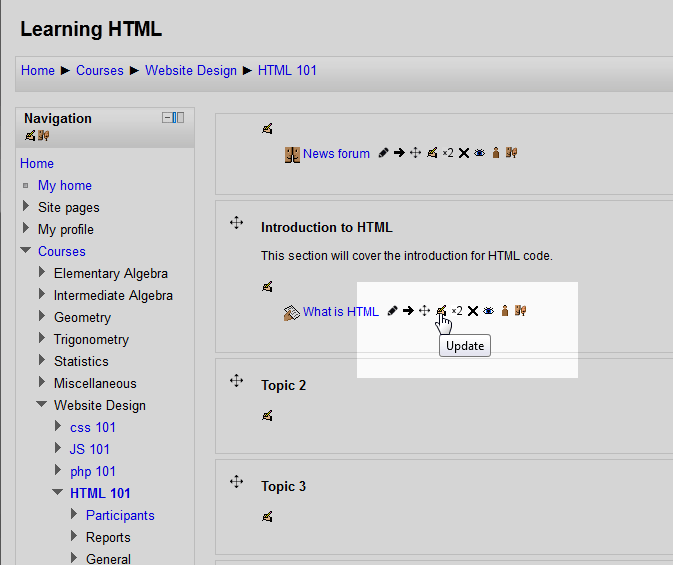 Learning HTML
Home ► Courses ► Website Design ► HTML 101
Navigation
Home
My home
Site pages
My profile
Courses
Elementary Algebra
Intermediate Algebra
Geometry
Trigonometry
Statistics
Miscellaneous
Website Design
css 101
JS 101
php 101
HTML 101
Participants
Reports
General
News forum ×2
Introduction to HTML
This section will cover the introduction for HTML code.
What is HTML ×2
Update
Topic 2
Topic 3